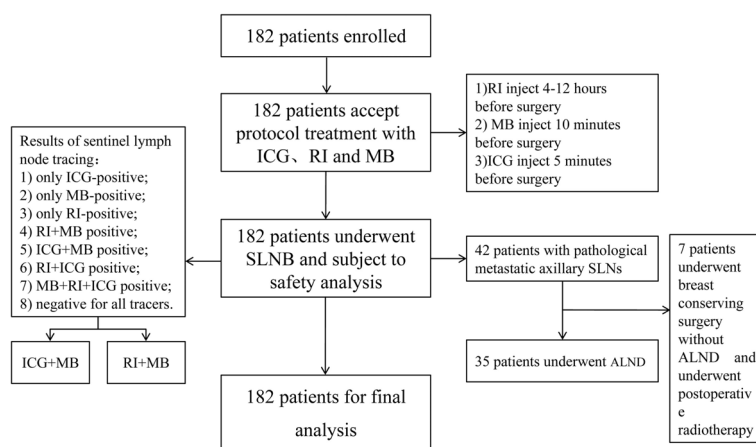 182 patients enrolled
182 patients accept
protocol treatment with
ICG、RI and MB
1)RI inject 4-12 hours
before surgery
2) MB inject 10 minutes
before surgery
3)ICG inject 5 minutes
before surgery
Results of sentinel lymph
node tracing：
1) only ICG-positive;
2) only MB-positive;
3) only RI-positive;
4) RI+MB positive;
5) ICG+MB positive;
6) RI+ICG positive;
7) MB+RI+ICG positive;
8) negative for all tracers.
ICG+MB
RI+MB
182 patients underwent
SLNB and subject to
safety analysis
42 patients with pathological
metastatic axillary SLNs
35 patients underwent ALND
7 patients
underwent
breast
conserving
surgery
without
ALND and
underwent
postoperativ
e
radiotherapy
182 patients for final
analysis